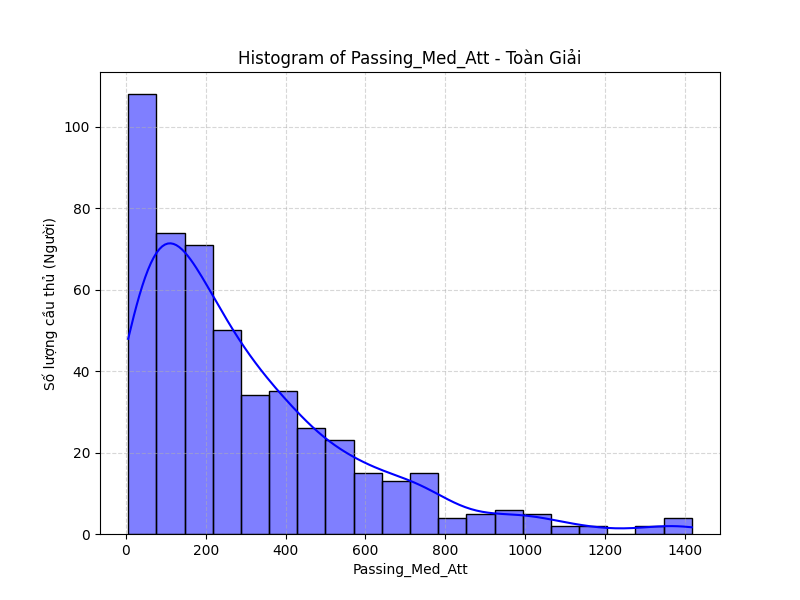 Histogram of Passing_Med_Att - Toàn Giải
Số lượng cầu thủ (Người)
100
80
60
40
20
0
0 200 400 600 800 1000 1200 1400
Passing_Med_Att